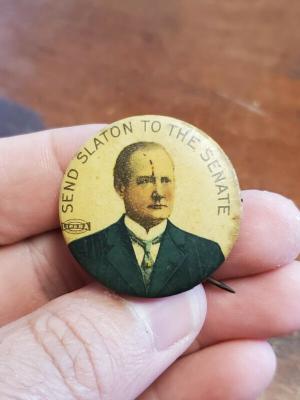 SEND SLATON TO THE SENATE